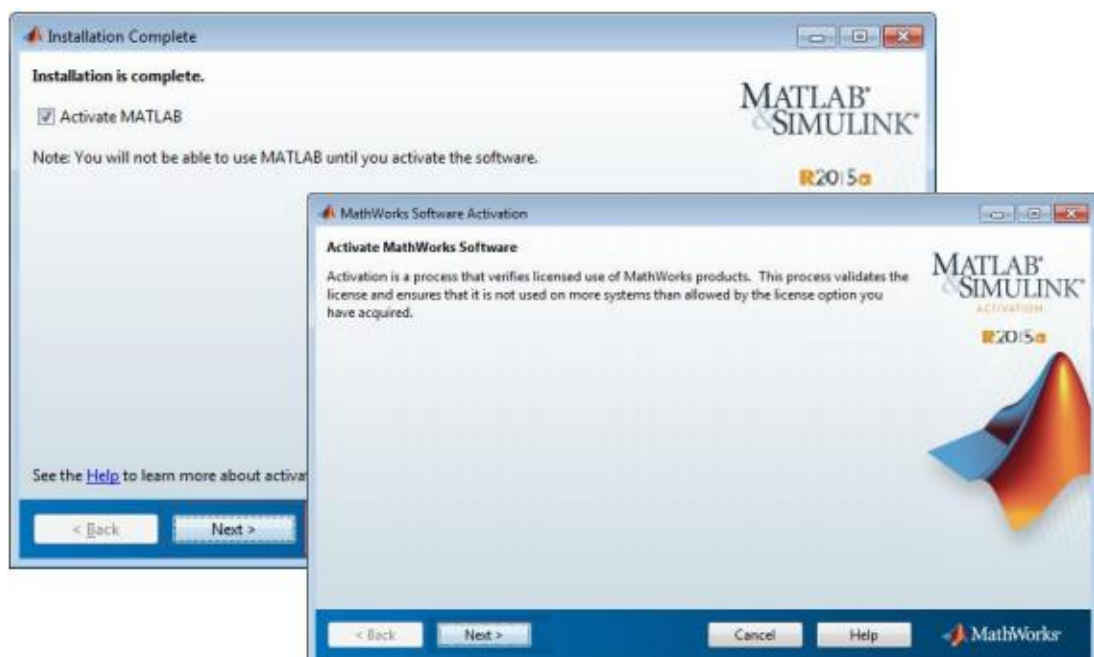 Installation Complete
Installation is complete.
Activate MATLAB
Note: You will not be able to use MATLAB until you activate the software.
MATLAB®
&SIMULINK®
R2015a
See the Help to learn more about activa
< Back
Next >
MathWorks Software Activation
Activate MathWorks Software
Activation is a process that verifies licensed use of MathWorks products. This process validates the
license and ensures that it is not used on more systems than allowed by the license option you
have acquired.
MATLAB®
&SIMULINK®
ACTIVATION
R2015a
< Back
Next >
Cancel
Help
MathWorks®